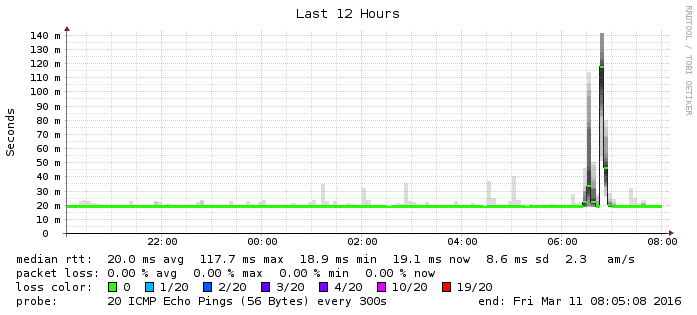 Last 12 Hours
RRDTOOL / TOBI OETIKER
Seconds
140 m
130 m
120 m
110 m
100 m
90 m
80 m
70 m
60 m
50 m
40 m
30 m
20 m
10 m
0
22:00 00:00 02:00 04:00 06:00 08:00
median rtt: 20.0 ms avg 117.7 ms max 18.9 ms min 19.1 ms now 8.6 ms sd 2.3 am/s
packet loss: 0.00 % avg 0.00 % max 0.00 % min 0.00 % now
loss color: 0 1/20 2/20 3/20 4/20 10/20 19/20
probe: 20 ICMP Echo Pings (56 Bytes) every 300s end: Fri Mar 11 08:05:08 2016